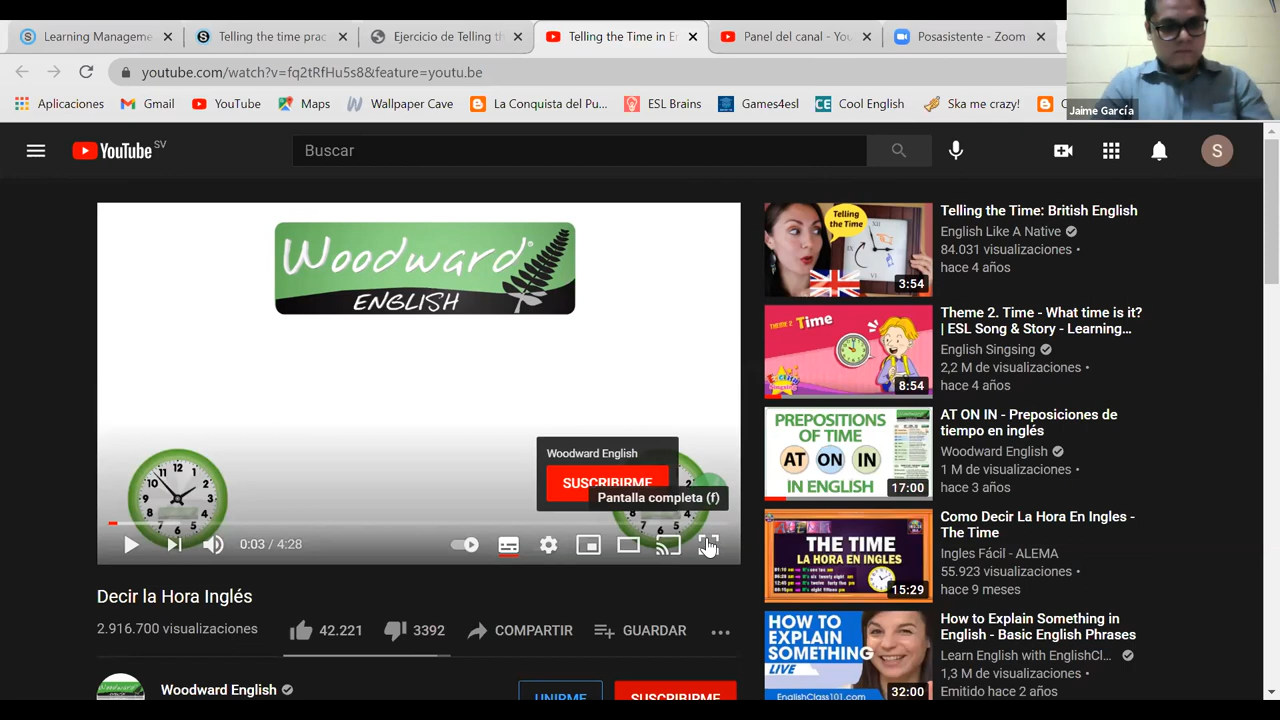 Learning Manageme
Telling the time prac
Ejercicio de Telling th
Telling the Time in En
Panel del canal - You
Posasistente - Zoom
youtube.com/watch?v=fq2tRfHu5s8&feature=youtu.be
Jaime García
Aplicaciones
Gmail
YouTube
Maps
Wallpaper Cave
La Conquista del Pu...
ESL Brains
Games4esl
CE
Cool English
Ska me crazy!
YouTube SV
Buscar
S
Woodward®
ENGLISH
Woodward English
SUSCRIBIRME
Pantalla completa (f)
0:03 / 4:28
Decir la Hora Inglés
2.916.700 visualizaciones
42.221
3392
COMPARTIR
GUARDAR
Woodward English
UNIRME
SUSCRIBIRME
Telling the Time
3:54
Telling the Time: British English
English Like A Native
84.031 visualizaciones •
hace 4 años
THEME 2. Time
8:54
Theme 2. Time - What time is it?
| ESL Song & Story - Learning...
English Singsing
2,2 M de visualizaciones •
hace 4 años
PREPOSITIONS
OF TIME
AT ON IN
IN ENGLISH
17:00
AT ON IN - Preposiciones de
tiempo en inglés
Woodward English
1 M de visualizaciones •
hace 3 años
THE TIME
LA HORA EN INGLES
15:29
Como Decir La Hora En Ingles -
The Time
Ingles Fácil - ALEMA
55.923 visualizaciones •
hace 9 meses
HOW TO
EXPLAIN
SOMETHING
LIVE
EnglishClass101.com
32:00
How to Explain Something in
English - Basic English Phrases
Learn English with EnglishCl...
1,3 M de visualizaciones •
Emitido hace 2 años